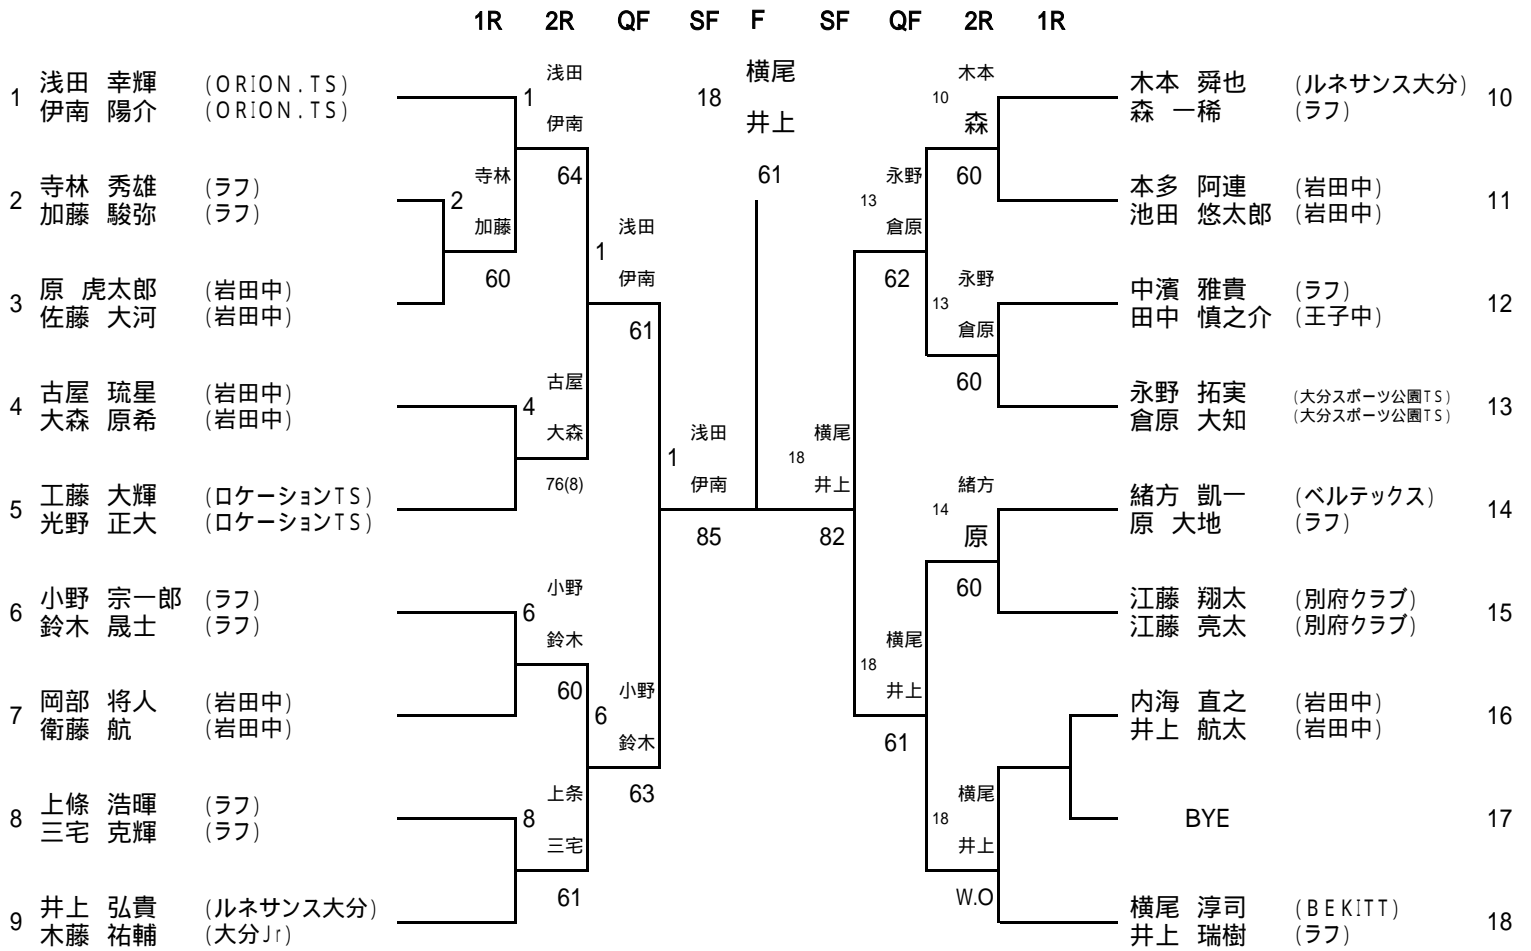 1R 2R QF SF F SF QF 2R 1R
1 浅田 幸輝 (ORION.TS)
伊南 陽介 (ORION.TS)
2 寺林 秀雄 (ラフ)
加藤 駿弥 (ラフ)
3 原 虎太郎 (岩田中)
佐藤 大河 (岩田中)
4 古屋 琉星 (岩田中)
大森 原希 (岩田中)
5 工藤 大輝 (ロケーションTS)
光野 正大 (ロケーションTS)
6 小野 宗一郎 (ラフ)
鈴木 晟士 (ラフ)
7 岡部 将人 (岩田中)
衛藤 航 (岩田中)
8 上條 浩暉 (ラフ)
三宅 克輝 (ラフ)
9 井上 弘貴 (ルネサンス大分)
木藤 祐輔 (大分Jr)
2 寺林
加藤
60
1 浅田
伊南
64
4 古屋
大森
76(8)
6 小野
鈴木
60
8 上条
三宅
61
1 浅田
伊南
61
6 小野
鈴木
63
1 浅田
伊南
85
18 横尾
井上
61
18 横尾
井上
82
13 永野
倉原
62
18 横尾
井上
61
10 木本
森
60
13 永野
倉原
60
14 緒方
原
60
18 横尾
井上
W.O
木本 舜也 (ルネサンス大分) 10
森 一稀 (ラフ)
本多 阿連 (岩田中) 11
池田 悠太郎 (岩田中)
中濱 雅貴 (ラフ) 12
田中 慎之介 (王子中)
永野 拓実 (大分スポーツ公園TS) 13
倉原 大知 (大分スポーツ公園TS)
緒方 凱一 (ベルテックス) 14
原 大地 (ラフ)
江藤 翔太 (別府クラブ) 15
江藤 亮太 (別府クラブ)
内海 直之 (岩田中) 16
井上 航太 (岩田中)
BYE 17
横尾 淳司 (BEKITT) 18
井上 瑞樹 (ラフ)